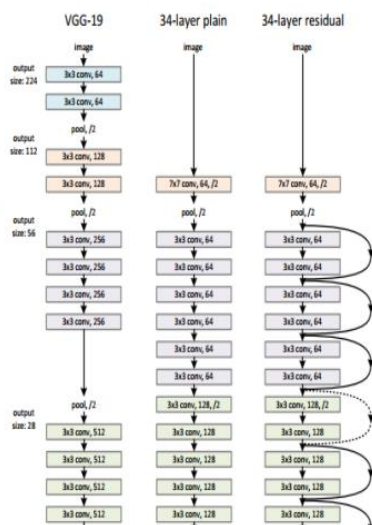 VGG-19
34-layer plain
34-layer residual
image
image
image
output
size: 224
3x3 conv, 64
3x3 conv, 64
pool, /2
output
size: 112
3x3 conv, 128
3x3 conv, 128
7x7 conv, 64, /2
7x7 conv, 64, /2
pool, /2
pool, /2
pool, /2
output
size: 56
3x3 conv, 256
3x3 conv, 64
3x3 conv, 64
3x3 conv, 256
3x3 conv, 64
3x3 conv, 64
3x3 conv, 256
3x3 conv, 64
3x3 conv, 64
3x3 conv, 256
3x3 conv, 64
3x3 conv, 64
3x3 conv, 64
3x3 conv, 64
3x3 conv, 64
3x3 conv, 64
output
size: 28
pool, /2
3x3 conv, 128, /2
3x3 conv, 128, /2
3x3 conv, 512
3x3 conv, 128
3x3 conv, 128
3x3 conv, 512
3x3 conv, 128
3x3 conv, 128
3x3 conv, 512
3x3 conv, 128
3x3 conv, 128
3x3 conv, 512
3x3 conv, 128
3x3 conv, 128